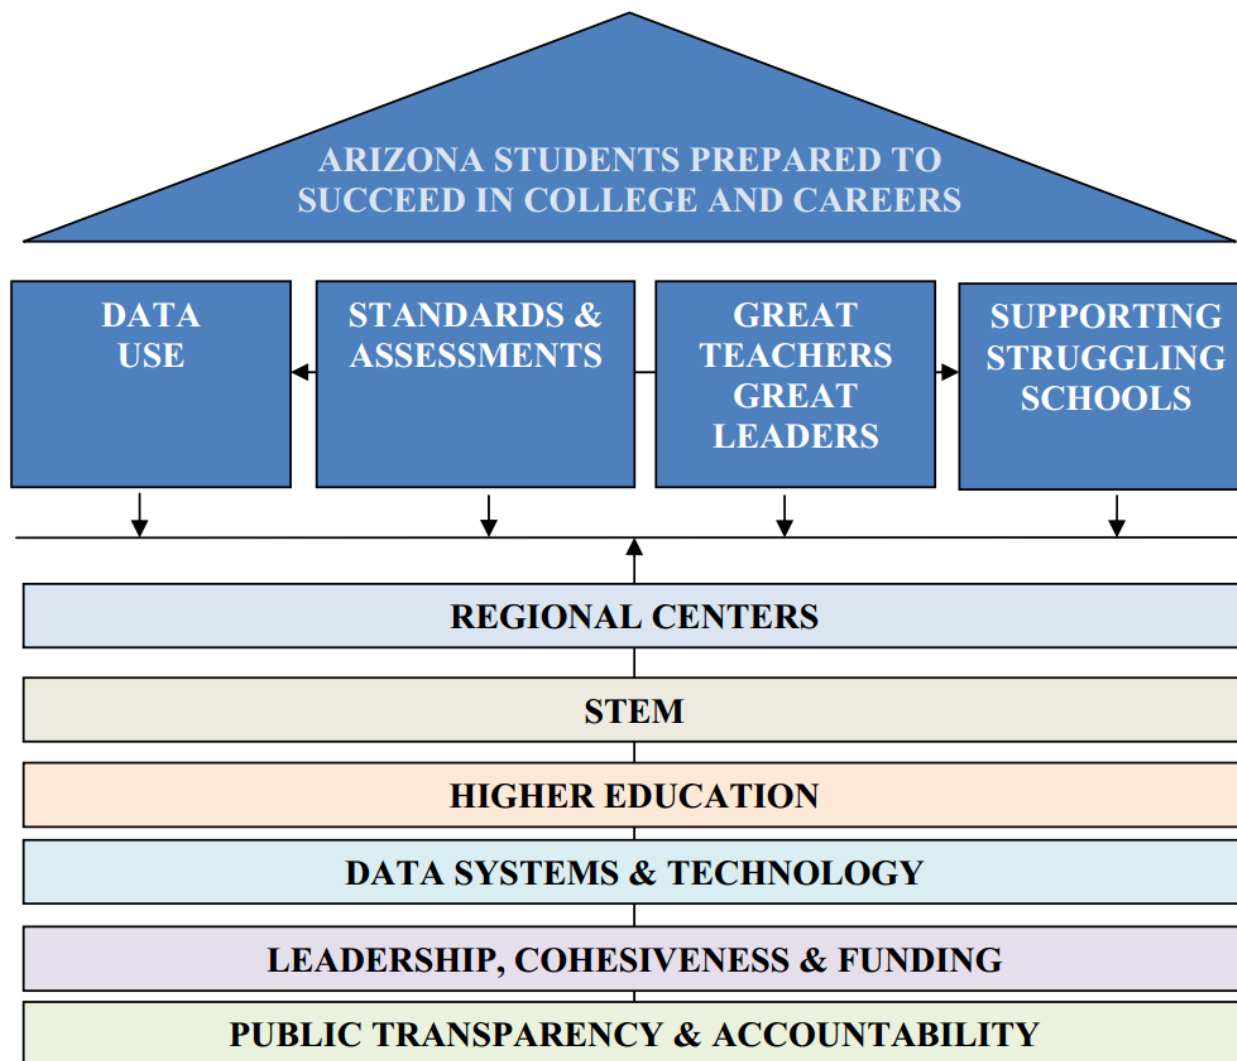 ARIZONA STUDENTS PREPARED TO
SUCCEED IN COLLEGE AND CAREERS
DATA
USE
STANDARDS &
ASSESSMENTS
GREAT
TEACHERS
GREAT
LEADERS
SUPPORTING
STRUGGLING
SCHOOLS
REGIONAL CENTERS
STEM
HIGHER EDUCATION
DATA SYSTEMS & TECHNOLOGY
LEADERSHIP, COHESIVENESS & FUNDING
PUBLIC TRANSPARENCY & ACCOUNTABILITY